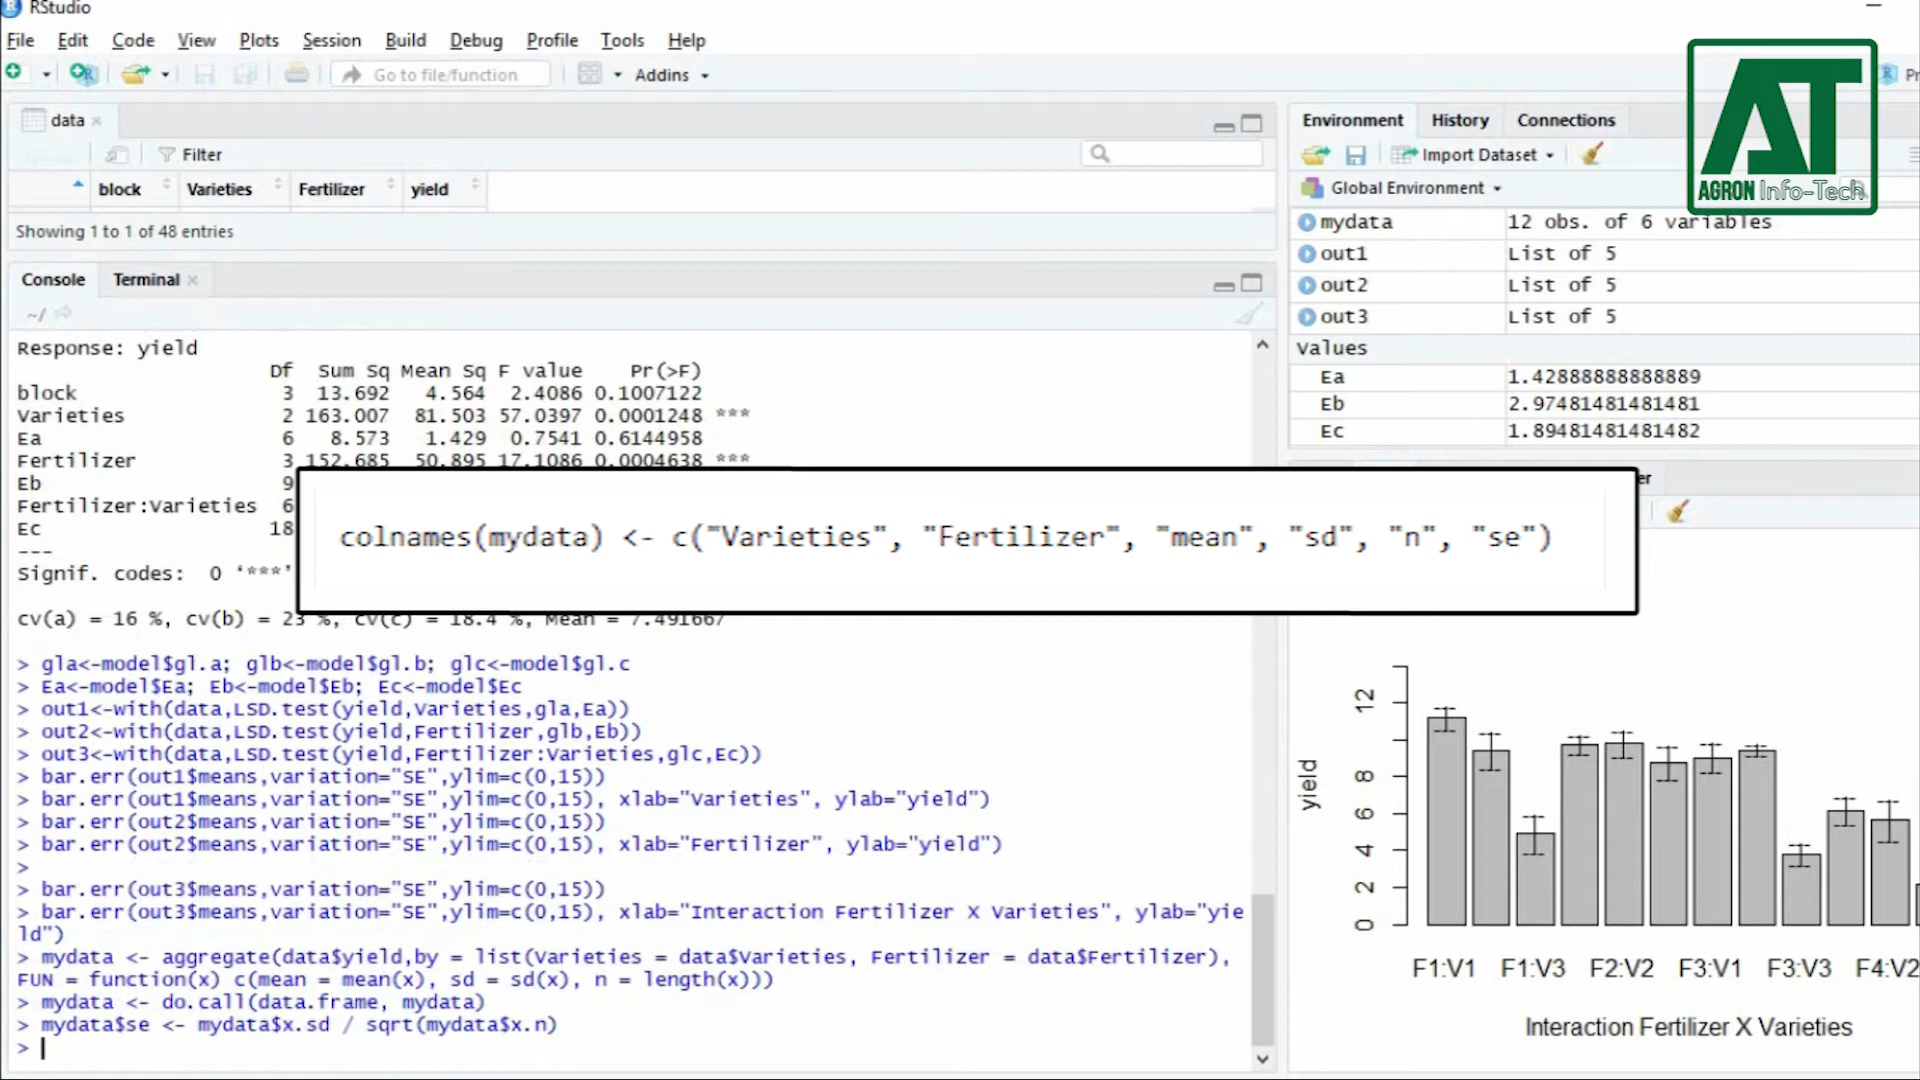 RStudio
File Edit Code View Plots Session Build Debug Profile Tools Help
Go to file/function Addins
data
Filter
block Varieties Fertilizer yield
Showing 1 to 1 of 48 entries
Console Terminal
~/
Response: yield
Df Sum Sq Mean Sq F value Pr(>F)
block 3 13.692 4.564 2.4086 0.1007122
Varieties 2 163.007 81.503 57.0397 0.0001248 ***
Ea 6 8.573 1.429 0.7541 0.6144958
Fertilizer 3 152.685 50.895 17.1086 0.0004638 ***
Eb 9
Fertilizer:Varieties 6
Ec 18
---
Signif. codes: 0 ‘***’
cv(a) = 16 %, cv(b) = 23 %, cv(c) = 18.4 %, Mean = 7.491667
colnames(mydata) <- c("Varieties", "Fertilizer", "mean", "sd", "n", "se")
> gla<-model$gl.a; glb<-model$gl.b; glc<-model$gl.c
> Ea<-model$Ea; Eb<-model$Eb; Ec<-model$Ec
> out1<-with(data,LSD.test(yield,Varieties,gla,Ea))
> out2<-with(data,LSD.test(yield,Fertilizer,glb,Eb))
> out3<-with(data,LSD.test(yield,Fertilizer:Varieties,glc,Ec))
> bar.err(out1$means,variation="SE",ylim=c(0,15))
> bar.err(out1$means,variation="SE",ylim=c(0,15), xlab="Varieties", ylab="yield")
> bar.err(out2$means,variation="SE",ylim=c(0,15))
> bar.err(out2$means,variation="SE",ylim=c(0,15), xlab="Fertilizer", ylab="yield")
>
> bar.err(out3$means,variation="SE",ylim=c(0,15))
> bar.err(out3$means,variation="SE",ylim=c(0,15), xlab="Interaction Fertilizer X Varieties", ylab="yie
ld")
> mydata <- aggregate(data$yield,by = list(Varieties = data$Varieties, Fertilizer = data$Fertilizer),
FUN = function(x) c(mean = mean(x), sd = sd(x), n = length(x)))
> mydata <- do.call(data.frame, mydata)
> mydata$se <- mydata$x.sd / sqrt(mydata$x.n)
>
Environment History Connections
Import Dataset
Global Environment
mydata 12 obs. of 6 variables
out1 List of 5
out2 List of 5
out3 List of 5
Values
Ea 1.42888888888889
Eb 2.97481481481481
Ec 1.89481481481482
er
12
8
6
4
2
0
yield
F1:V1 F1:V3 F2:V2 F3:V1 F3:V3 F4:V2
Interaction Fertilizer X Varieties
AT
AGRON Info-Tech
R Pr